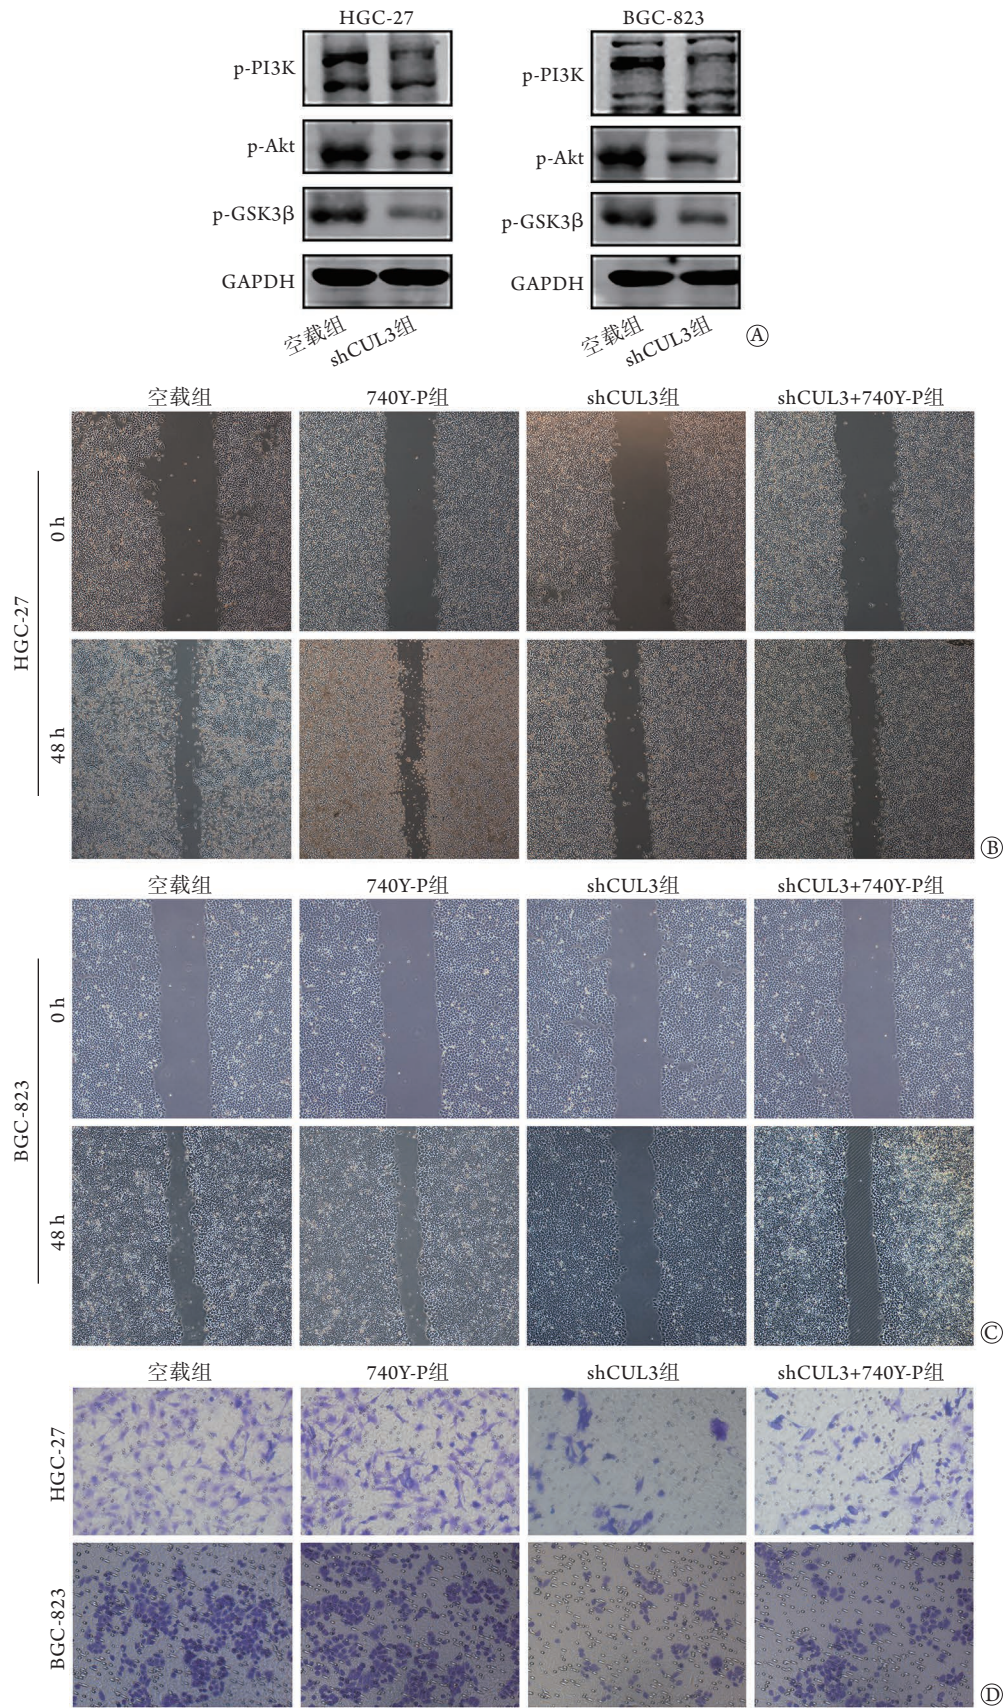 HGC-27
BGC-823
p-PI3K
p-PI3K
p-Akt
p-Akt
p-GSK3β
p-GSK3β
GAPDH
GAPDH
空载组
shCUL3组
空载组
shCUL3组
Ⓐ
空载组
740Y-P组
shCUL3组
shCUL3+740Y-P组
HGC-27
0 h
48 h
Ⓑ
空载组
740Y-P组
shCUL3组
shCUL3+740Y-P组
BGC-823
0 h
48 h
Ⓒ
空载组
740Y-P组
shCUL3组
shCUL3+740Y-P组
HGC-27
BGC-823
Ⓓ